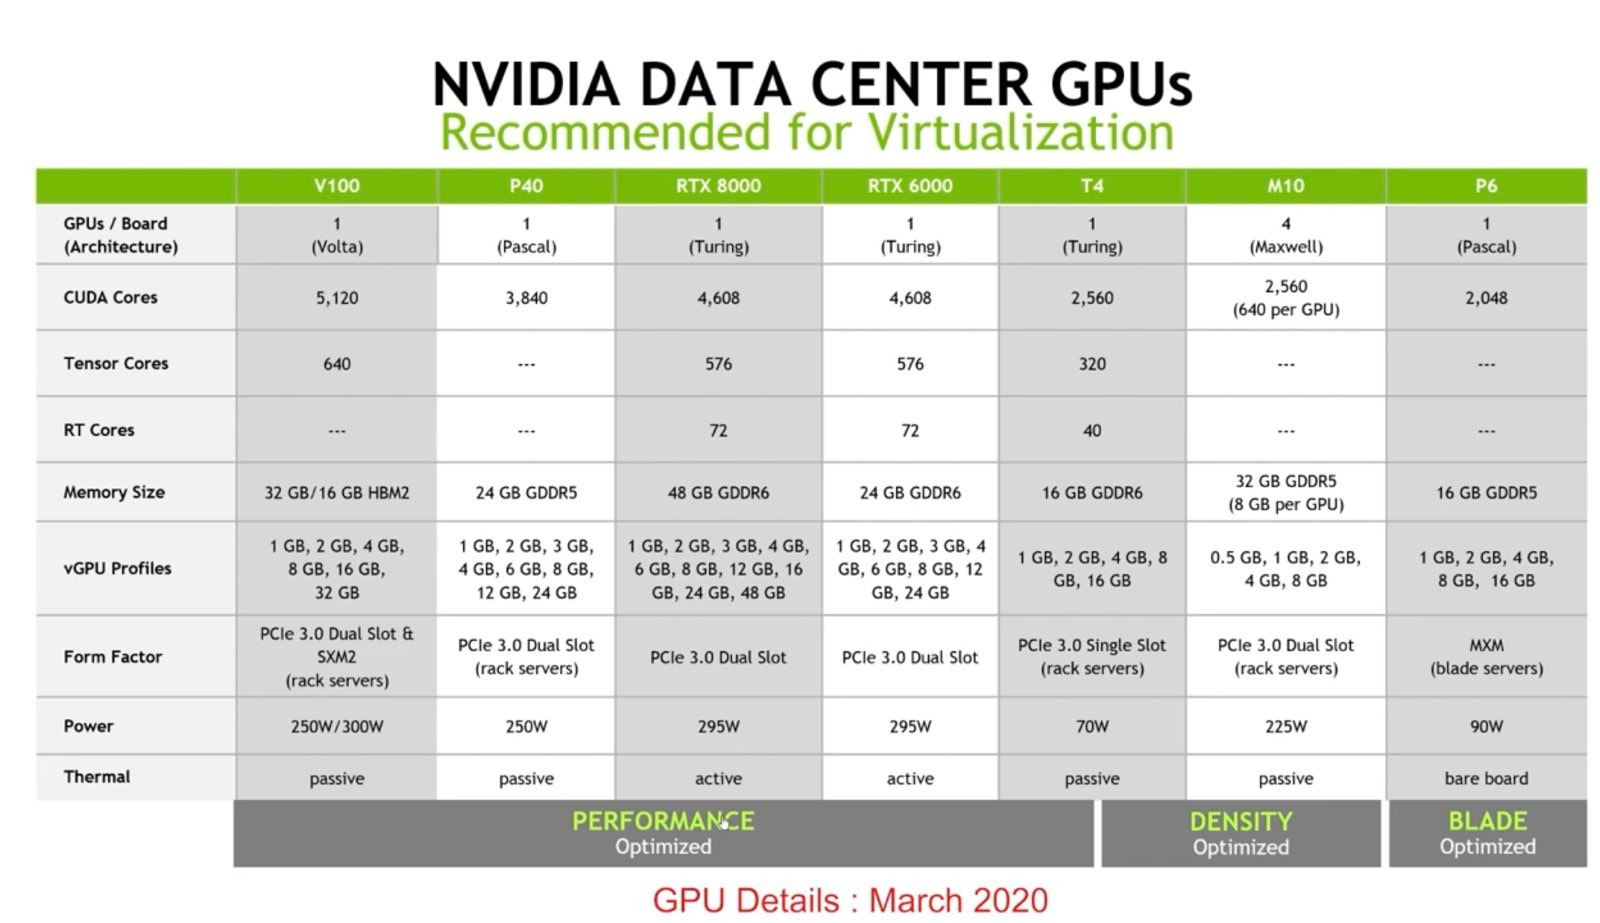 NVIDIA DATA CENTER GPUs
Recommended for Virtualization
V100 P40 RTX 8000 RTX 6000 T4 M10 P6
GPUs / Board (Architecture) 1 (Volta) 1 (Pascal) 1 (Turing) 1 (Turing) 1 (Turing) 4 (Maxwell) 1 (Pascal)
CUDA Cores 5,120 3,840 4,608 4,608 2,560 2,560 (640 per GPU) 2,048
Tensor Cores 640 --- 576 576 320 --- ---
RT Cores --- --- 72 72 40 --- ---
Memory Size 32 GB/16 GB HBM2 24 GB GDDR5 48 GB GDDR6 24 GB GDDR6 16 GB GDDR6 32 GB GDDR5 (8 GB per GPU) 16 GB GDDR5
vGPU Profiles 1 GB, 2 GB, 4 GB, 8 GB, 16 GB, 32 GB 1 GB, 2 GB, 3 GB, 4 GB, 6 GB, 8 GB, 12 GB, 24 GB 1 GB, 2 GB, 3 GB, 4 GB, 6 GB, 8 GB, 12 GB, 16 GB, 24 GB, 48 GB 1 GB, 2 GB, 3 GB, 4 GB, 6 GB, 8 GB, 12 GB, 24 GB 1 GB, 2 GB, 4 GB, 8 GB, 16 GB 0.5 GB, 1 GB, 2 GB, 4 GB, 8 GB 1 GB, 2 GB, 4 GB, 8 GB, 16 GB
Form Factor PCIe 3.0 Dual Slot & SXM2 (rack servers) PCIe 3.0 Dual Slot (rack servers) PCIe 3.0 Dual Slot PCIe 3.0 Dual Slot PCIe 3.0 Single Slot (rack servers) PCIe 3.0 Dual Slot (rack servers) MXM (blade servers)
Power 250W/300W 250W 295W 295W 70W 225W 90W
Thermal passive passive active active passive passive bare board
PERFORMANCE Optimized DENSITY Optimized BLADE Optimized
GPU Details : March 2020